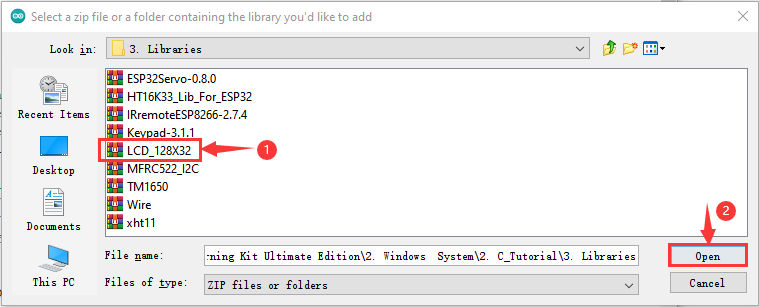 Select a zip file or a folder containing the library you'd like to add
Look in:
3. Libraries
Recent Items
Desktop
Documents
This PC
ESP32Servo-0.8.0
HT16K33_Lib_For_ESP32
IRremoteESP8266-2.7.4
Keypad-3.1.1
LCD_128X32
1
MFRC522_I2C
TM1650
Wire
xht11
2
File name:
rning Kit Ultimate Edition\2. Windows System\2. C_Tutorial\3. Libraries
Open
Files of type:
ZIP files or folders
Cancel